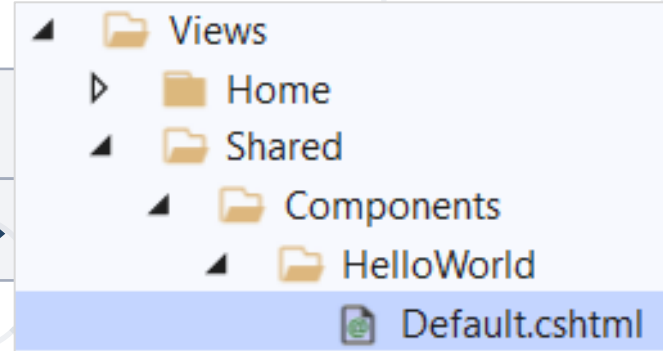 Views
Home
Shared
Components
HelloWorld
Default.cshtml